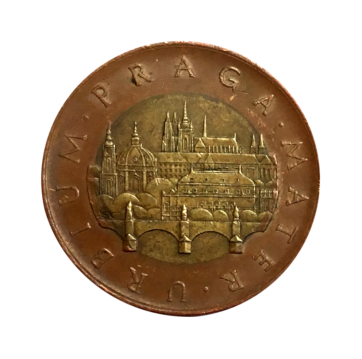 PRAGA · MATER · URBIUM ·